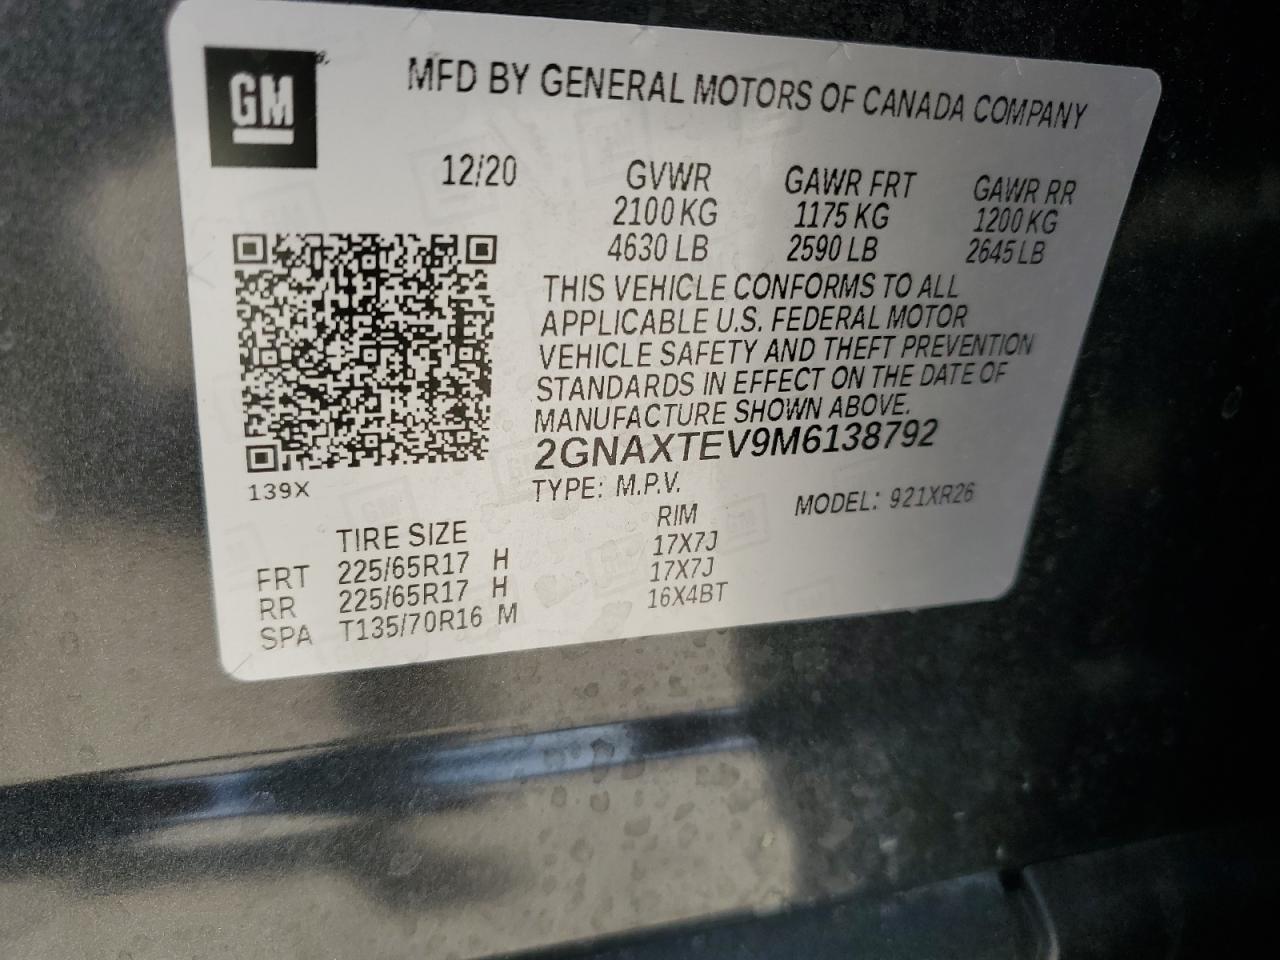 GM
MFD BY GENERAL MOTORS OF CANADA COMPANY
12/20 GVWR GAWR FRT GAWR RR
2100 KG 1175 KG 1200 KG
4630 LB 2590 LB 2645 LB
THIS VEHICLE CONFORMS TO ALL
APPLICABLE U.S. FEDERAL MOTOR
VEHICLE SAFETY AND THEFT PREVENTION
STANDARDS IN EFFECT ON THE DATE OF
MANUFACTURE SHOWN ABOVE.
2GNAXTEV9M6138792
139X
TYPE: M.P.V. MODEL: 921XR26
TIRE SIZE RIM
FRT 225/65R17 H 17X7J
RR 225/65R17 H 17X7J
SPA T135/70R16 M 16X4BT